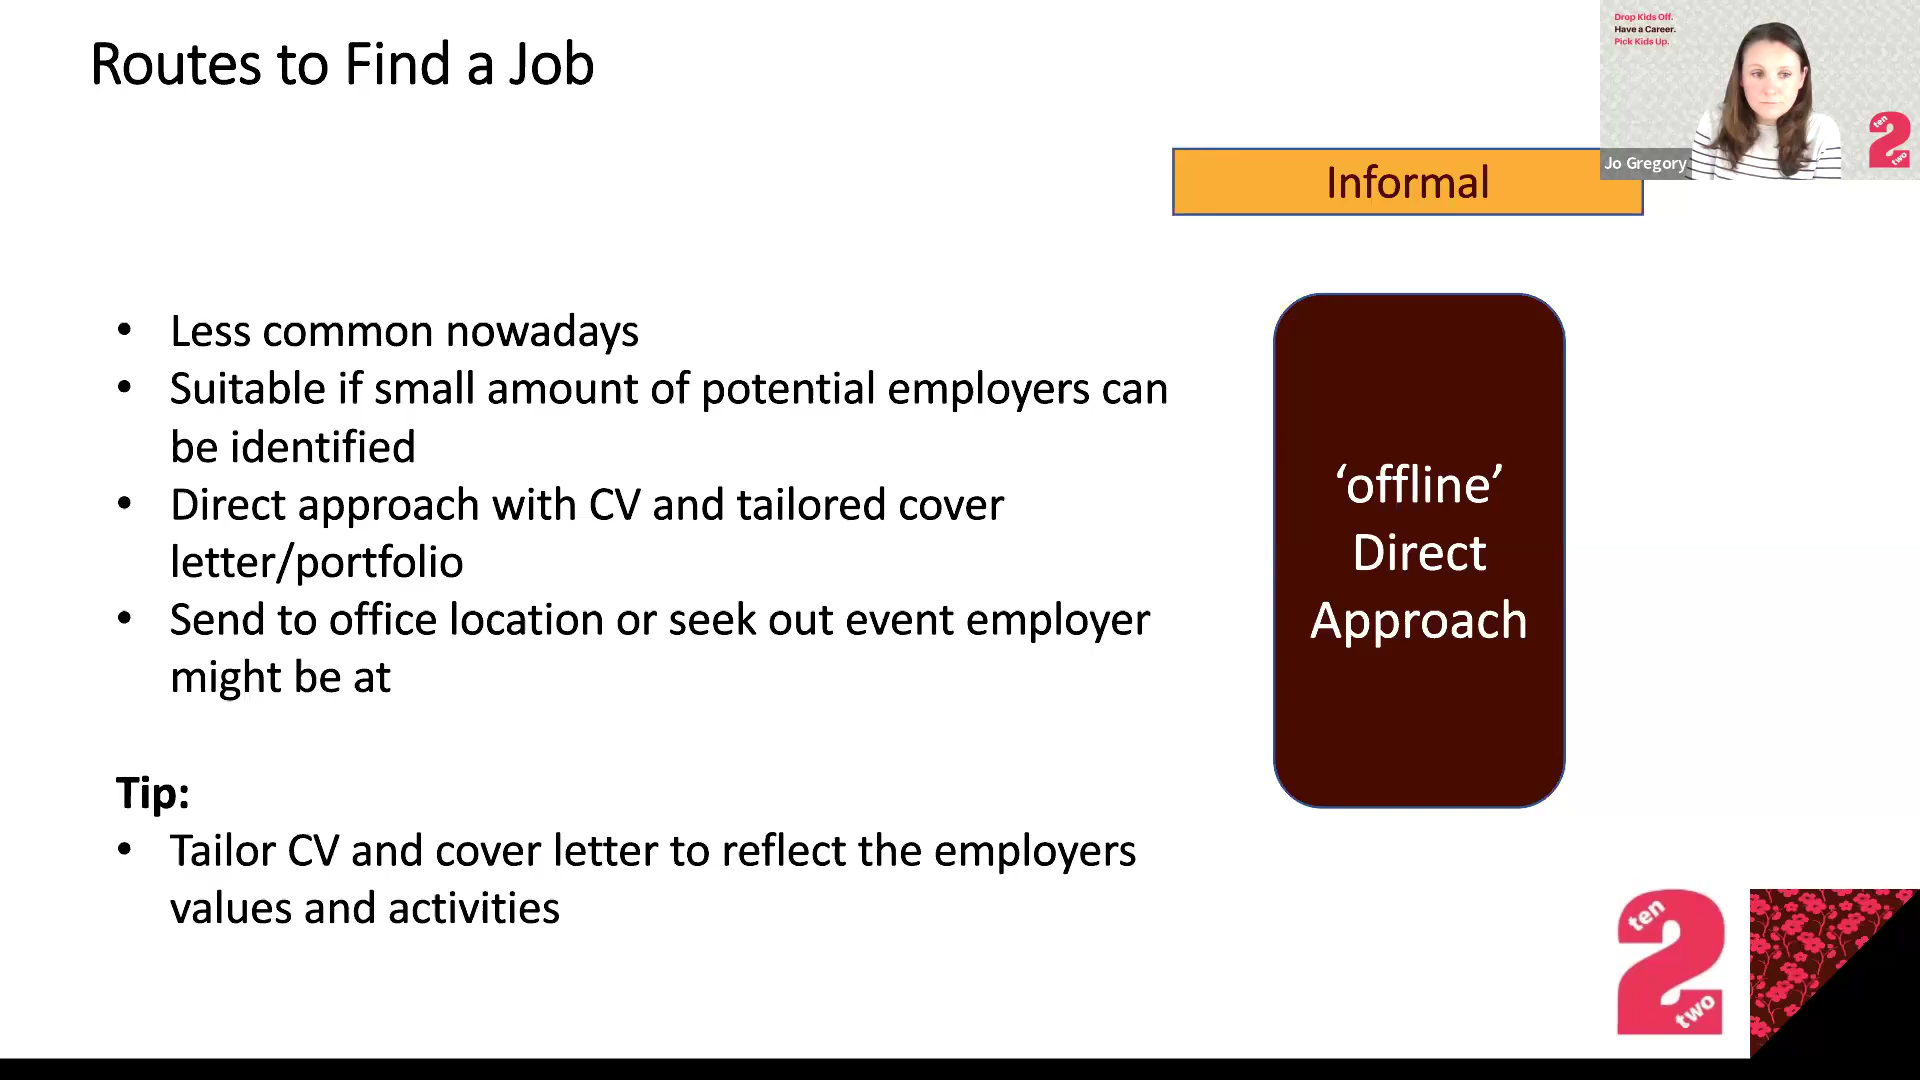 Routes to Find a Job
Drop Kids Off.
Have a Career.
Pick Kids Up.
ten
2
two
Jo Gregory
Informal
• Less common nowadays
• Suitable if small amount of potential employers can
be identified
• Direct approach with CV and tailored cover
letter/portfolio
• Send to office location or seek out event employer
might be at
Tip:
• Tailor CV and cover letter to reflect the employers
values and activities
‘offline’
Direct
Approach
ten
2
two